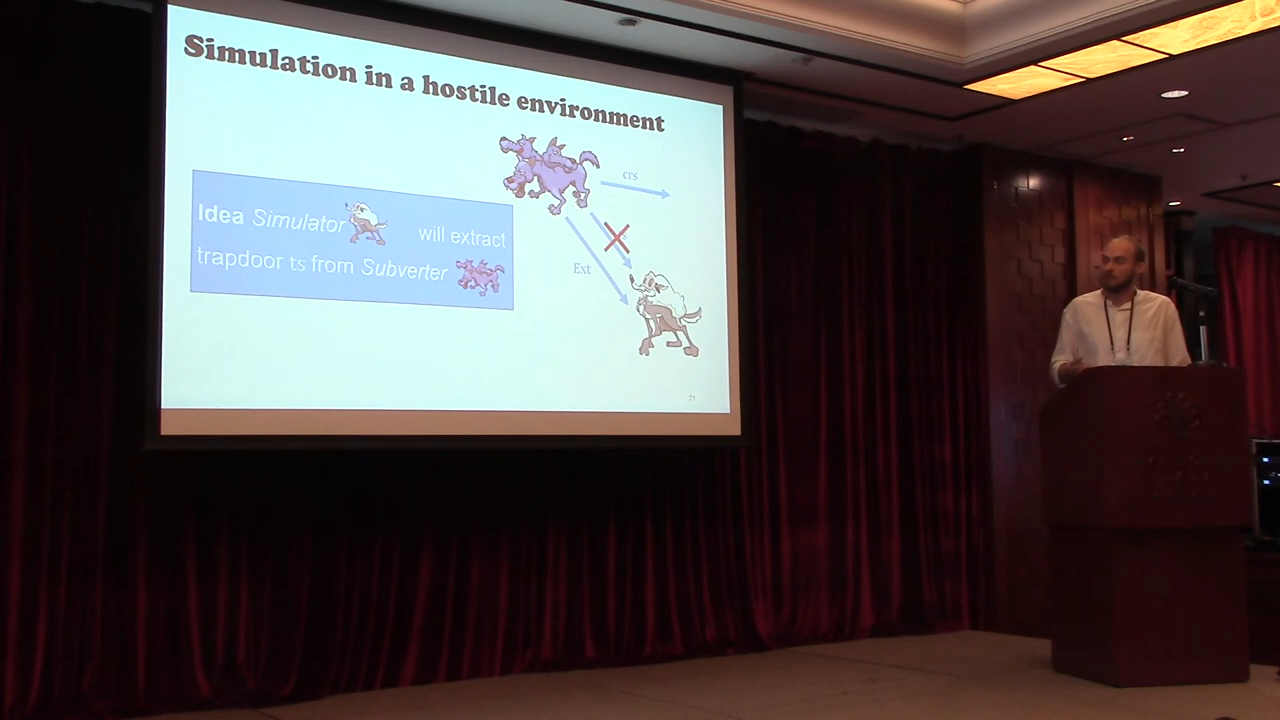 Simulation in a hostile environment
crs
Idea Simulator will extract
trapdoor ts from Subverter
Ext